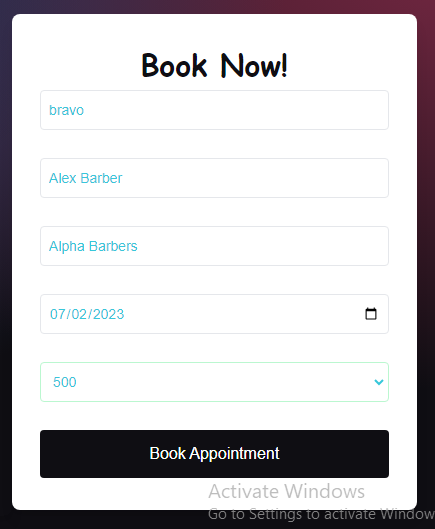 Book Now!
bravo
Alex Barber
Alpha Barbers
07/02/2023
500
Book Appointment
Activate Windows
Go to Settings to activate Window